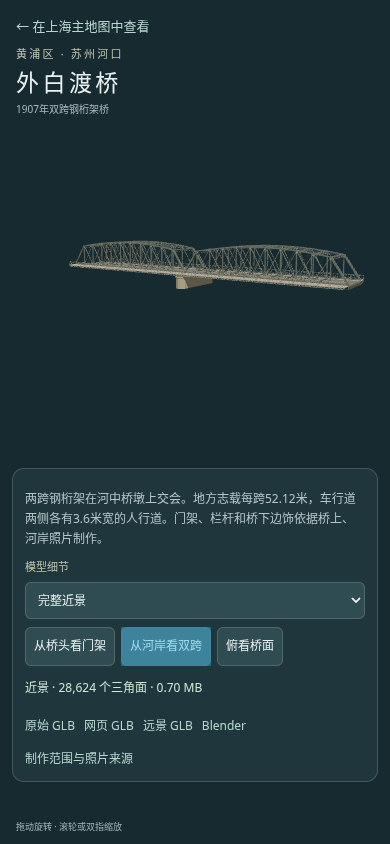 ← 在上海主地图中查看
黄浦区 · 苏州河口
外白渡桥
1907年双跨钢桁架桥
两跨钢桁架在河中桥墩上交会。地方志载每跨52.12米，车行道
两侧各有3.6米宽的人行道。门架、栏杆和桥下边饰依据桥上、
河岸照片制作。
模型细节
完整近景
从桥头看门架
从河岸看双跨
俯看桥面
近景 · 28,624 个三角面 · 0.70 MB
原始 GLB 网页 GLB 远景 GLB Blender
制作范围与照片来源
拖动旋转 · 滚轮或双指缩放